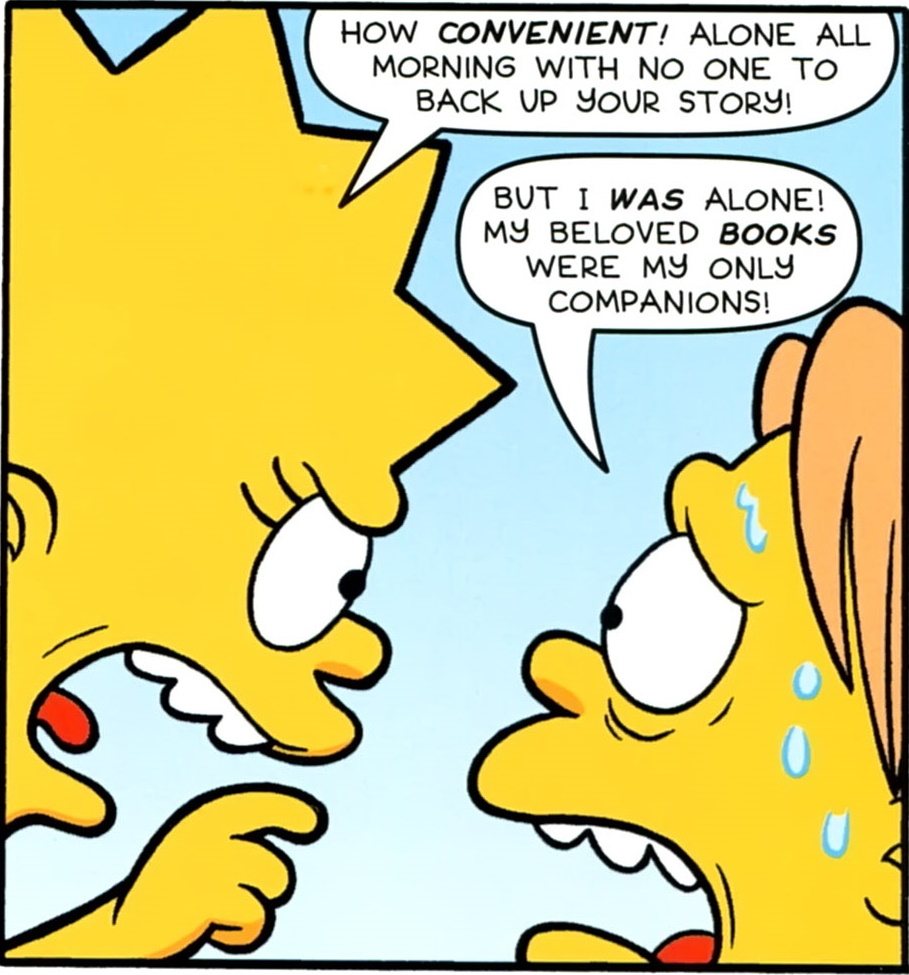 HOW CONVENIENT! ALONE ALL
MORNING WITH NO ONE TO
BACK UP YOUR STORY!
BUT I WAS ALONE!
MY BELOVED BOOKS
WERE MY ONLY
COMPANIONS!